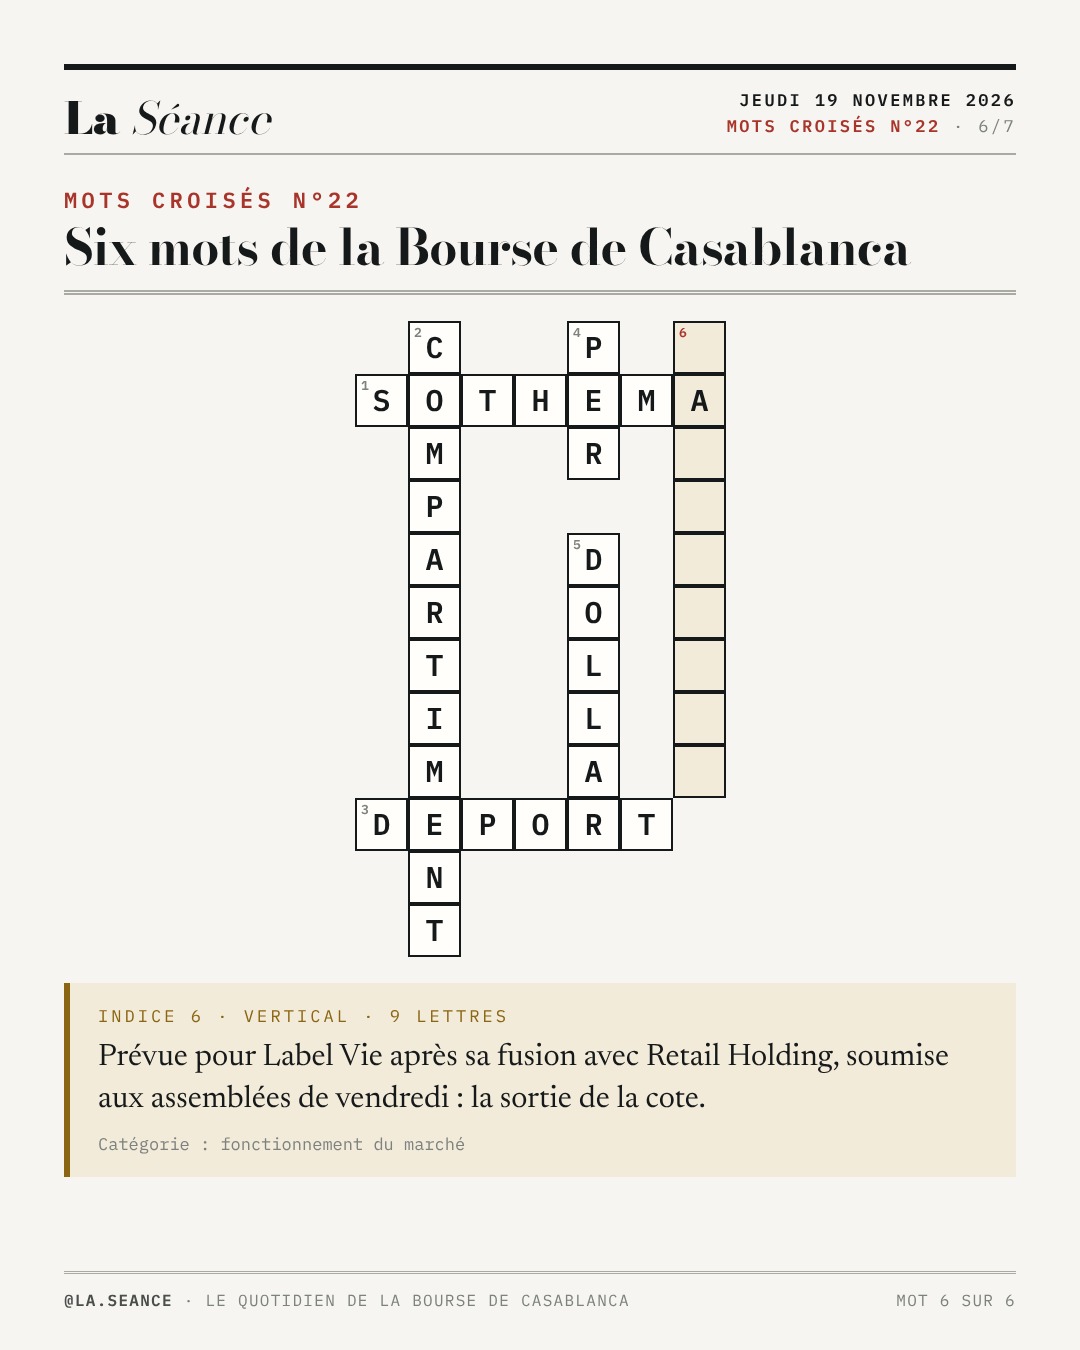 La Séance
JEUDI 19 NOVEMBRE 2026
MOTS CROISÉS N°22 · 6/7
MOTS CROISÉS N°22
Six mots de la Bourse de Casablanca
2 C 4 P 6
1 S O T H E M A
M R
P
A 5 D
R O
T L
I L
M A
3 D E P O R T
N
T
INDICE 6 · VERTICAL · 9 LETTRES
Prévue pour Label Vie après sa fusion avec Retail Holding, soumise
aux assemblées de vendredi : la sortie de la cote.
Catégorie : fonctionnement du marché
@LA.SEANCE · LE QUOTIDIEN DE LA BOURSE DE CASABLANCA
MOT 6 SUR 6